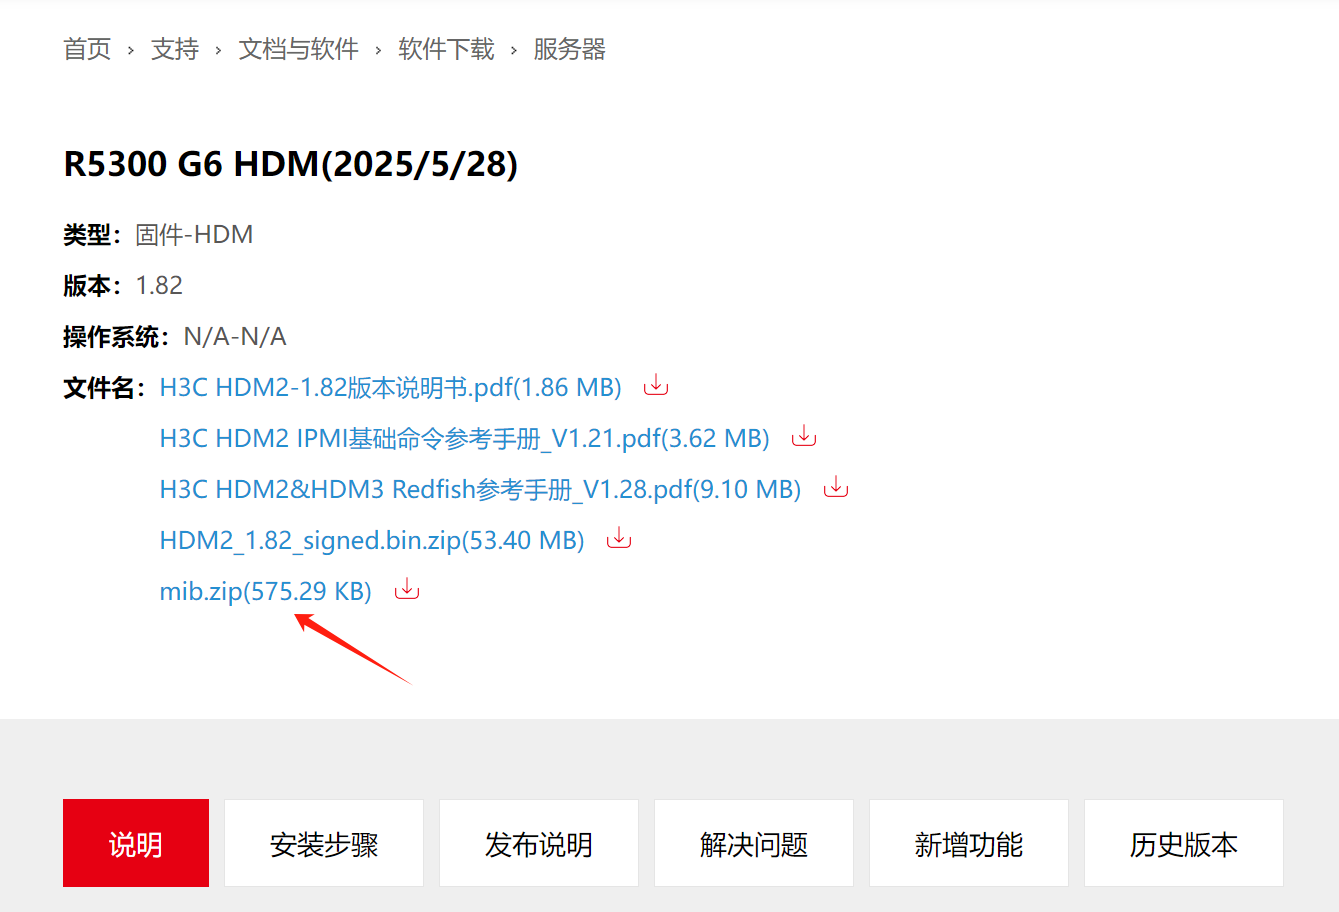 首页 › 支持 › 文档与软件 › 软件下载 › 服务器
R5300 G6 HDM(2025/5/28)
类型：固件-HDM
版本：1.82
操作系统：N/A-N/A
文件名：H3C HDM2-1.82版本说明书.pdf(1.86 MB)
H3C HDM2 IPMI基础命令参考手册_V1.21.pdf(3.62 MB)
H3C HDM2&HDM3 Redfish参考手册_V1.28.pdf(9.10 MB)
HDM2_1.82_signed.bin.zip(53.40 MB)
mib.zip(575.29 KB)
说明 安装步骤 发布说明 解决问题 新增功能 历史版本